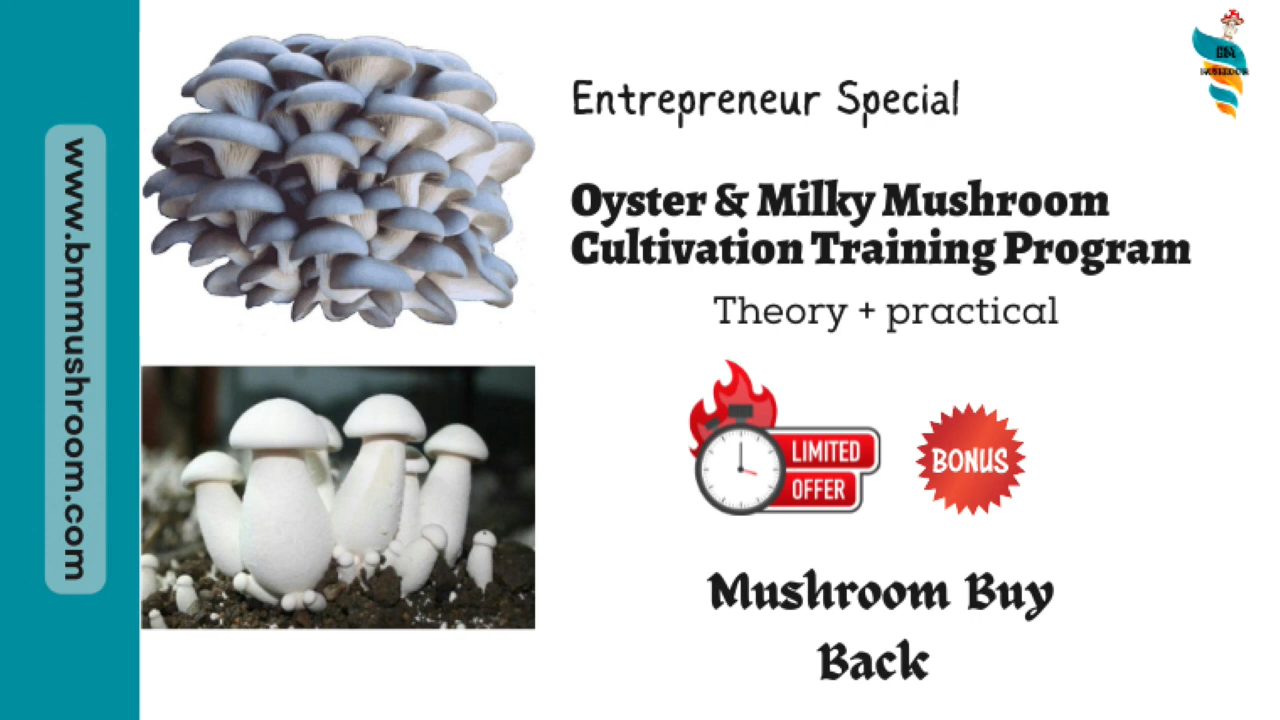 www.bmmushroom.com
Entrepreneur Special
Oyster & Milky Mushroom
Cultivation Training Program
Theory + practical
LIMITED
OFFER
BONUS
Mushroom Buy
Back